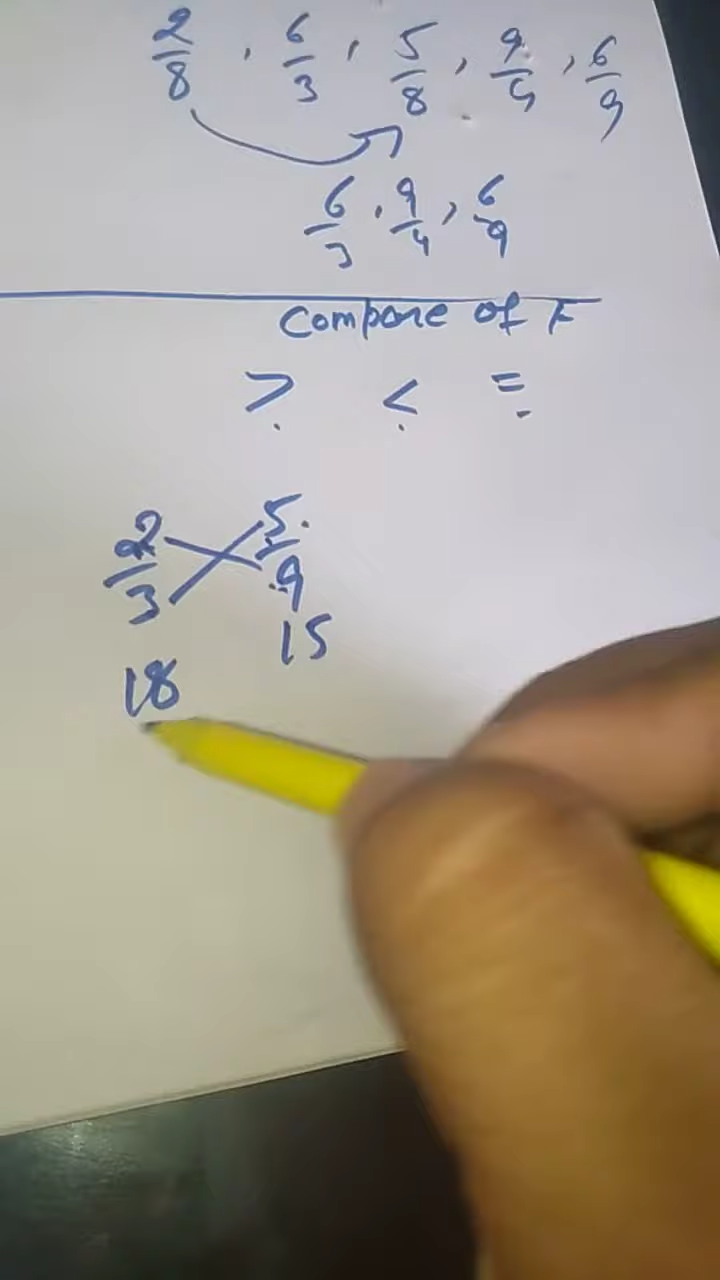 2/8 , 6/3 , 5/8 , 9/4 , 6/9
6/3 , 9/4 , 6/9
Compare of F
> < =
2/3 5/9
15
18